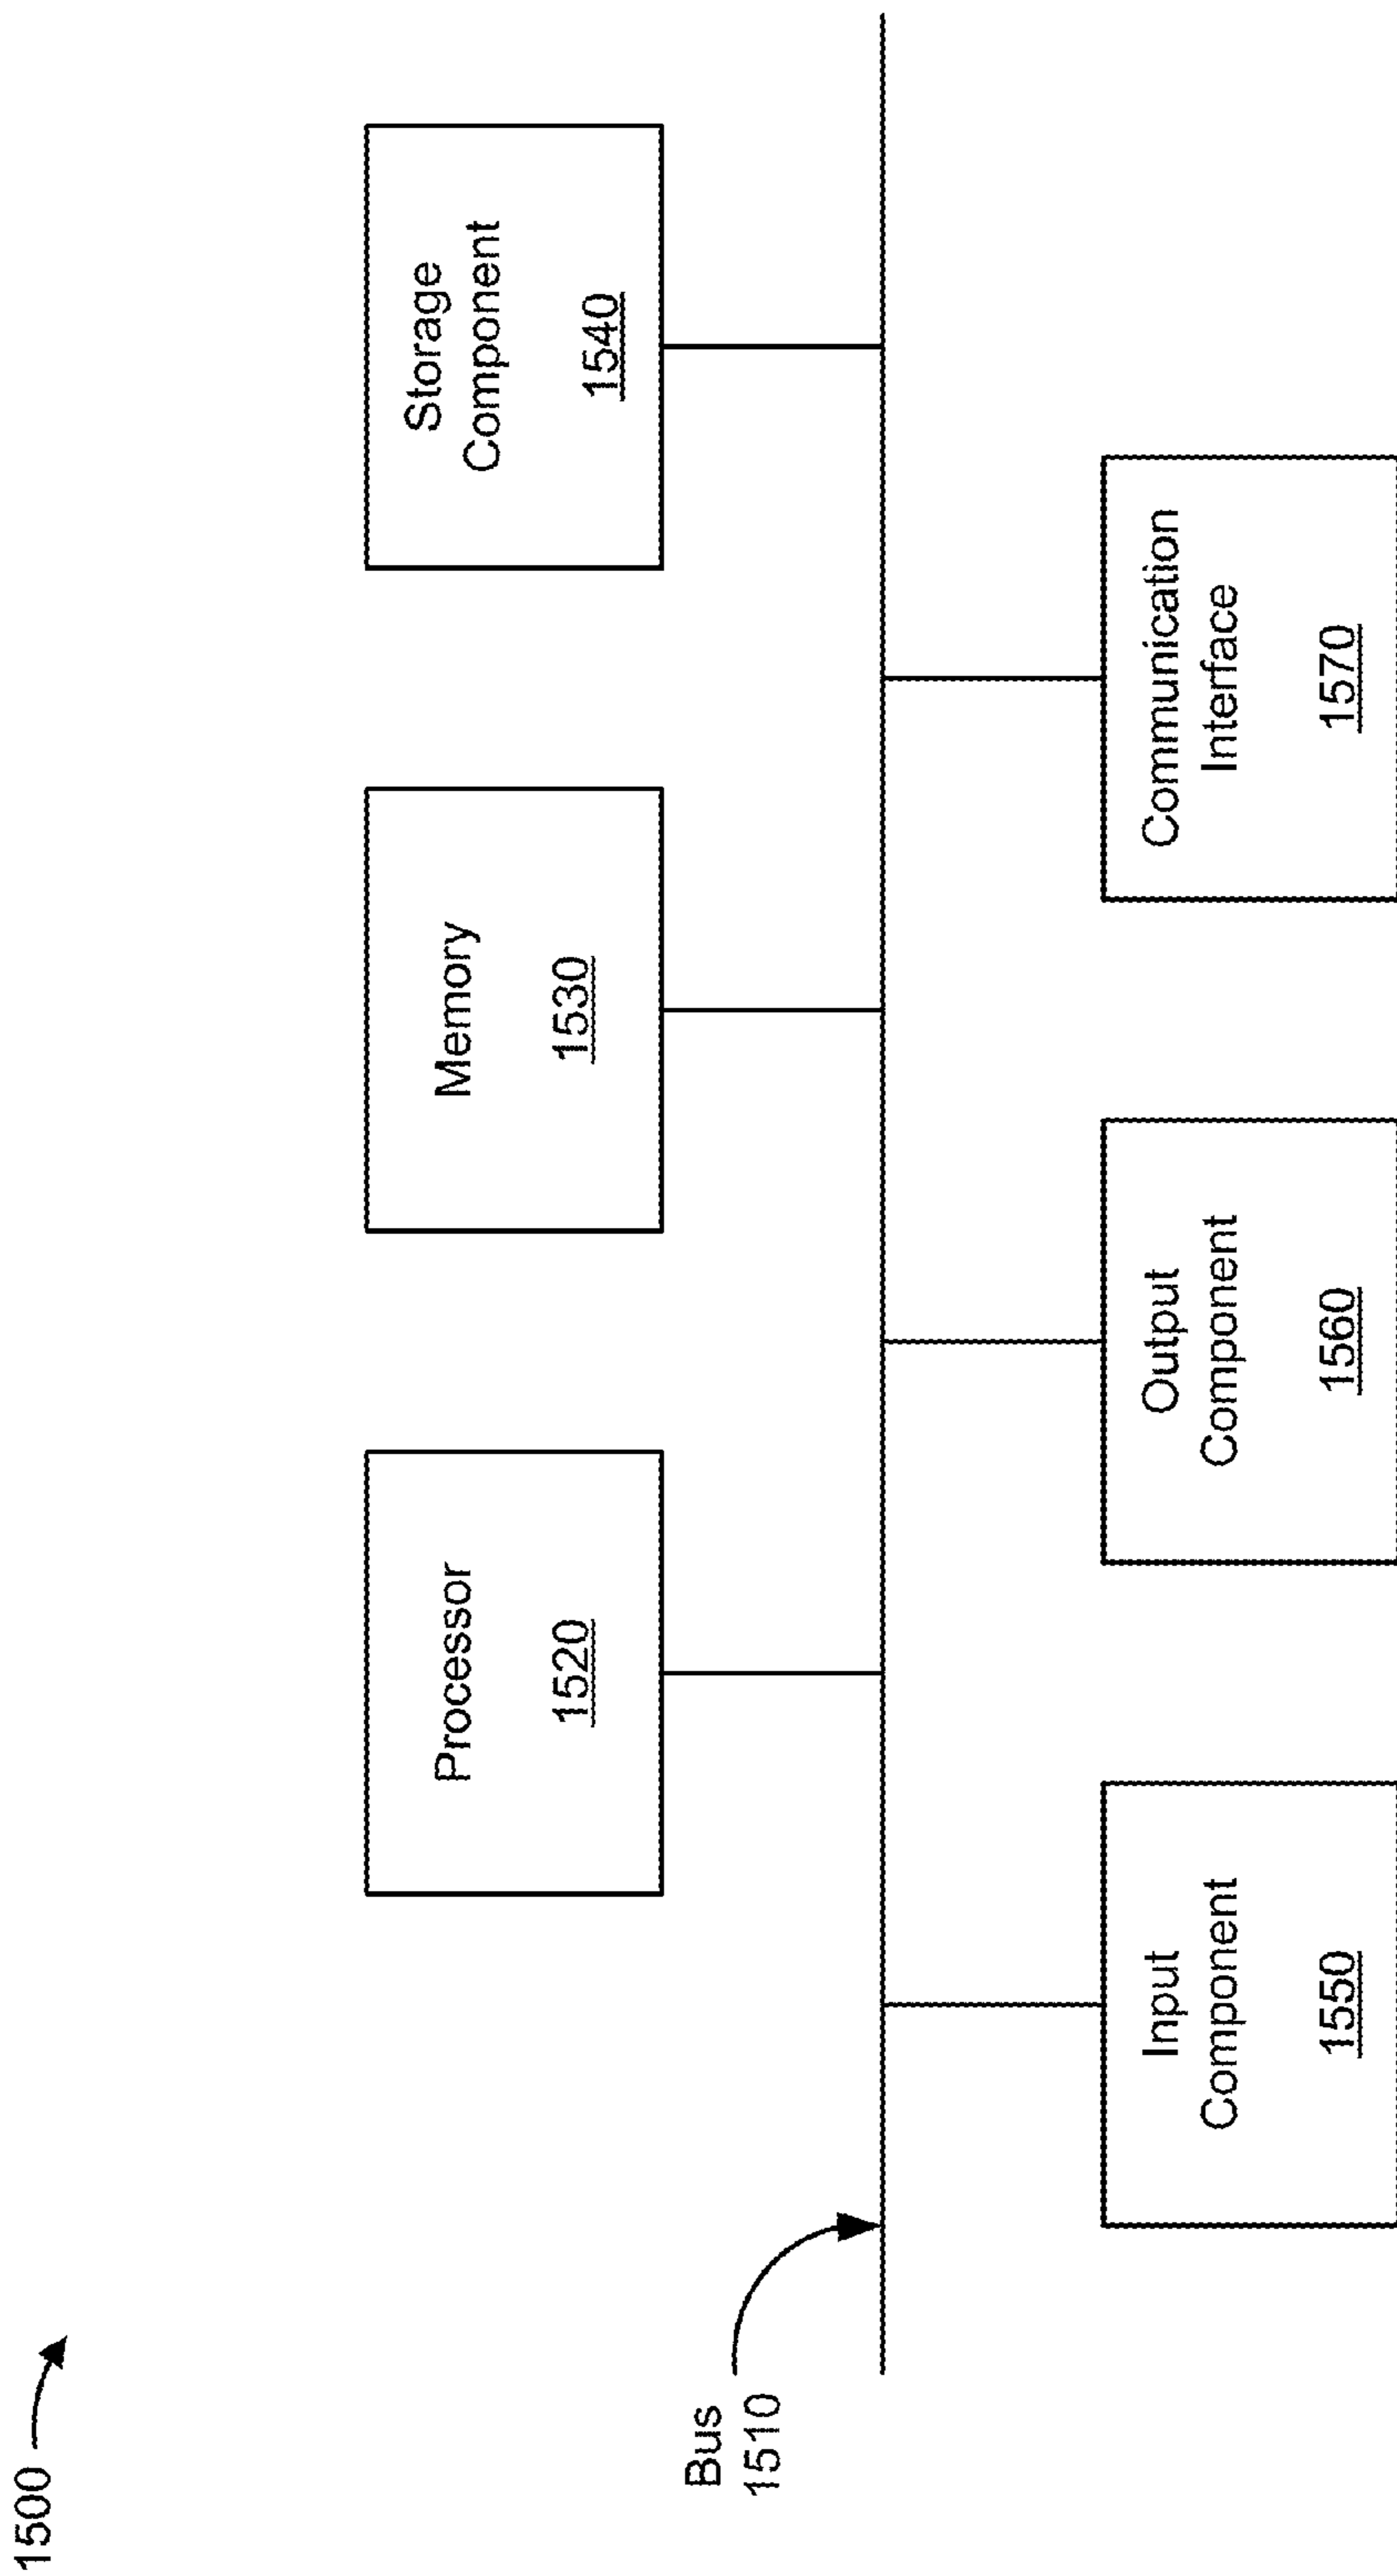 1500
Processor
1520
Memory
1530
Storage
Component
1540
Bus
1510
Input
Component
1550
Output
Component
1560
Communication
Interface
1570